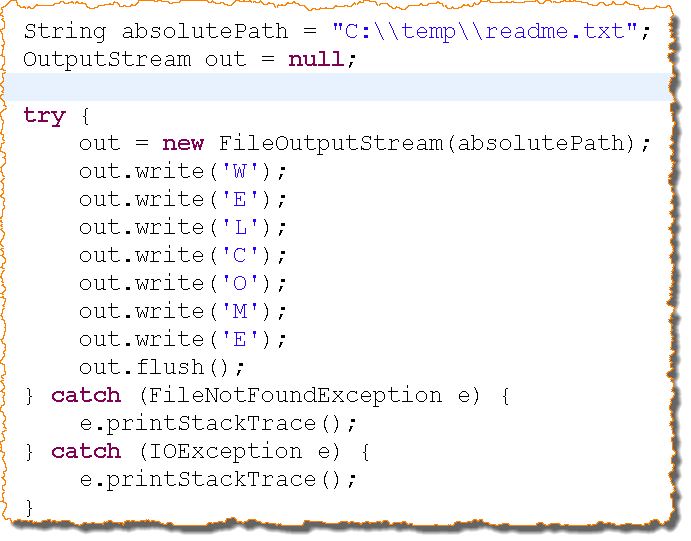 String absolutePath = "C:\\temp\\readme.txt";
OutputStream out = null;
try {
    out = new FileOutputStream(absolutePath);
    out.write('W');
    out.write('E');
    out.write('L');
    out.write('C');
    out.write('O');
    out.write('M');
    out.write('E');
    out.flush();
} catch (FileNotFoundException e) {
    e.printStackTrace();
} catch (IOException e) {
    e.printStackTrace();
}